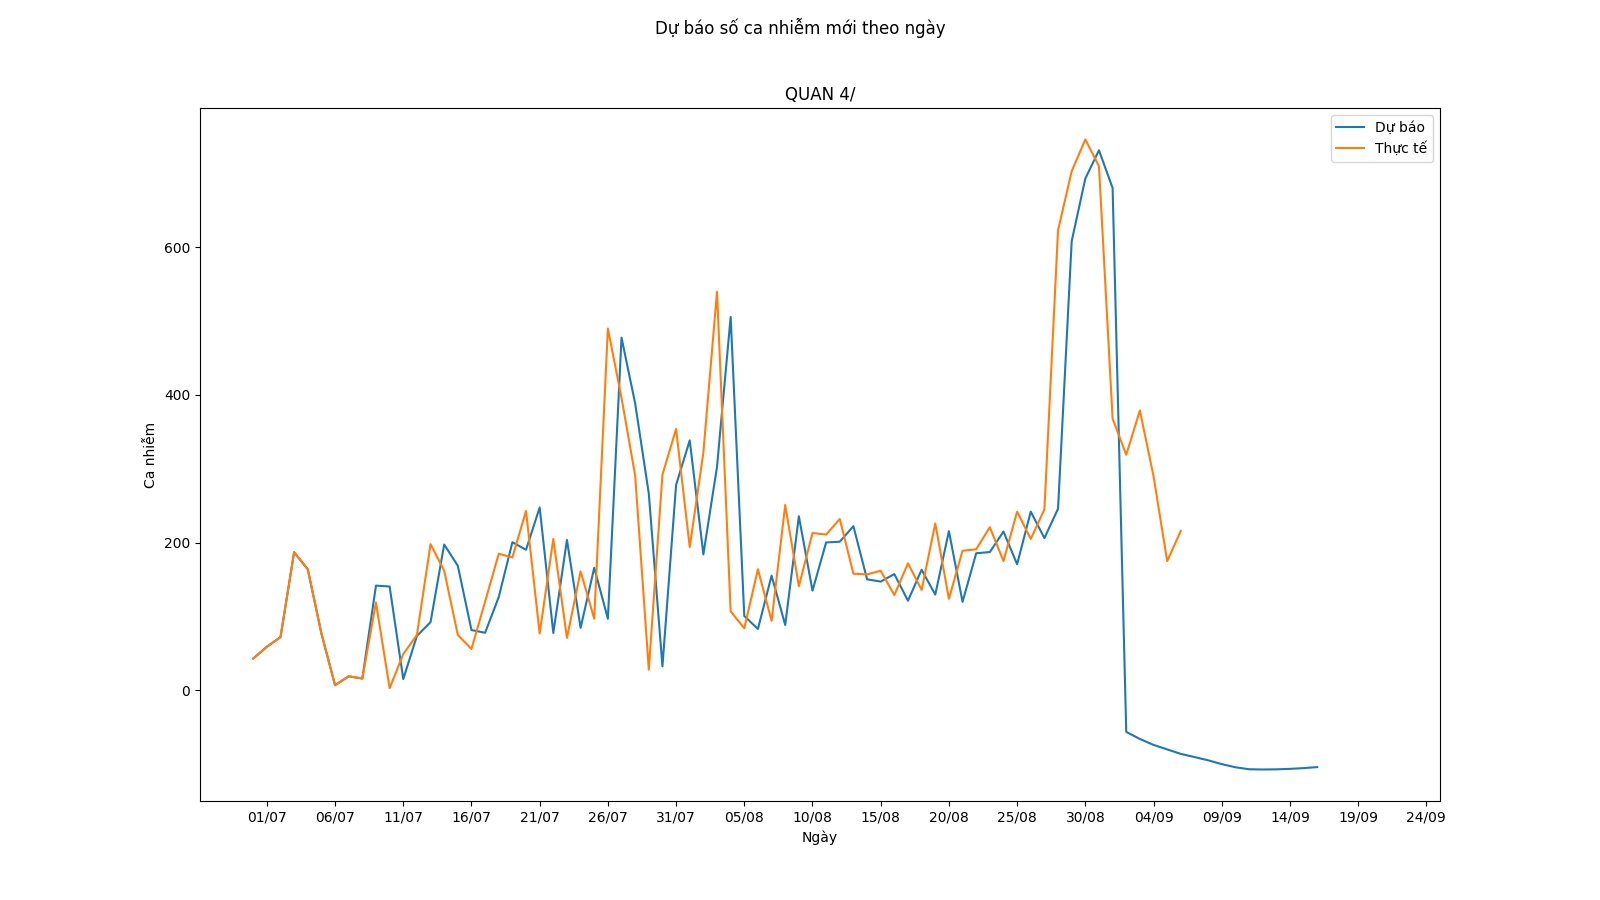 Dự báo số ca nhiễm mới theo ngày
QUAN 4/
Dự báo
Thực tế
600
400
200
0
Ca nhiễm
01/07 06/07 11/07 16/07 21/07 26/07 31/07 05/08 10/08 15/08 20/08 25/08 30/08 04/09 09/09 14/09 19/09 24/09
Ngày